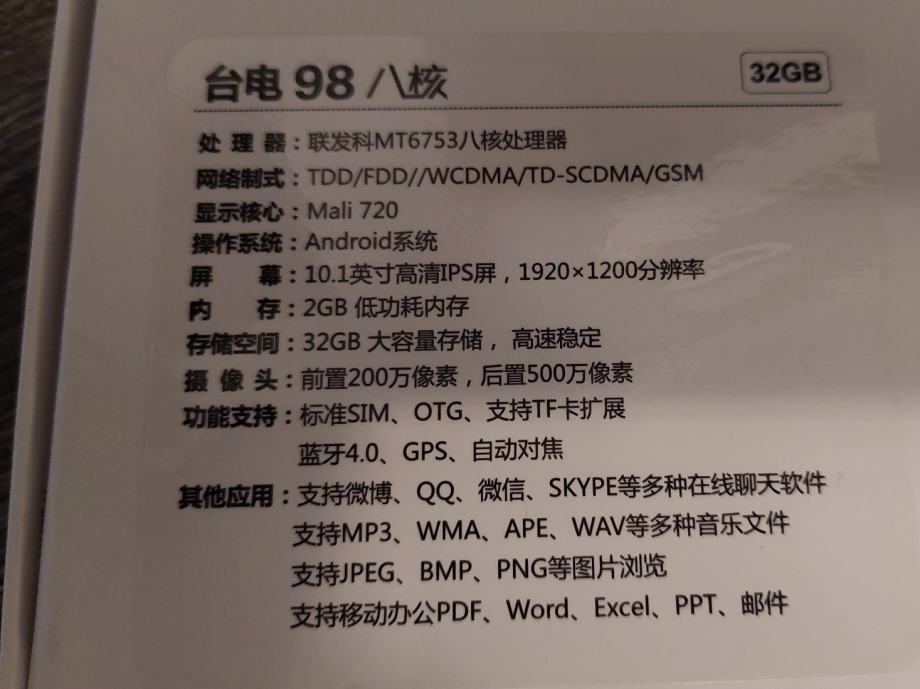 台电 98 八核 32GB
处 理 器：联发科MT6753八核处理器
网络制式：TDD/FDD//WCDMA/TD-SCDMA/GSM
显示核心：Mali 720
操作系统：Android系统
屏 幕：10.1英寸高清IPS屏，1920×1200分辨率
内 存：2GB 低功耗内存
存储空间：32GB 大容量存储， 高速稳定
摄 像 头：前置200万像素，后置500万像素
功能支持：标准SIM、OTG、支持TF卡扩展
蓝牙4.0、GPS、自动对焦
其他应用：支持微博、QQ、微信、SKYPE等多种在线聊天软件
支持MP3、WMA、APE、WAV等多种音乐文件
支持JPEG、BMP、PNG等图片浏览
支持移动办公PDF、Word、Excel、PPT、邮件